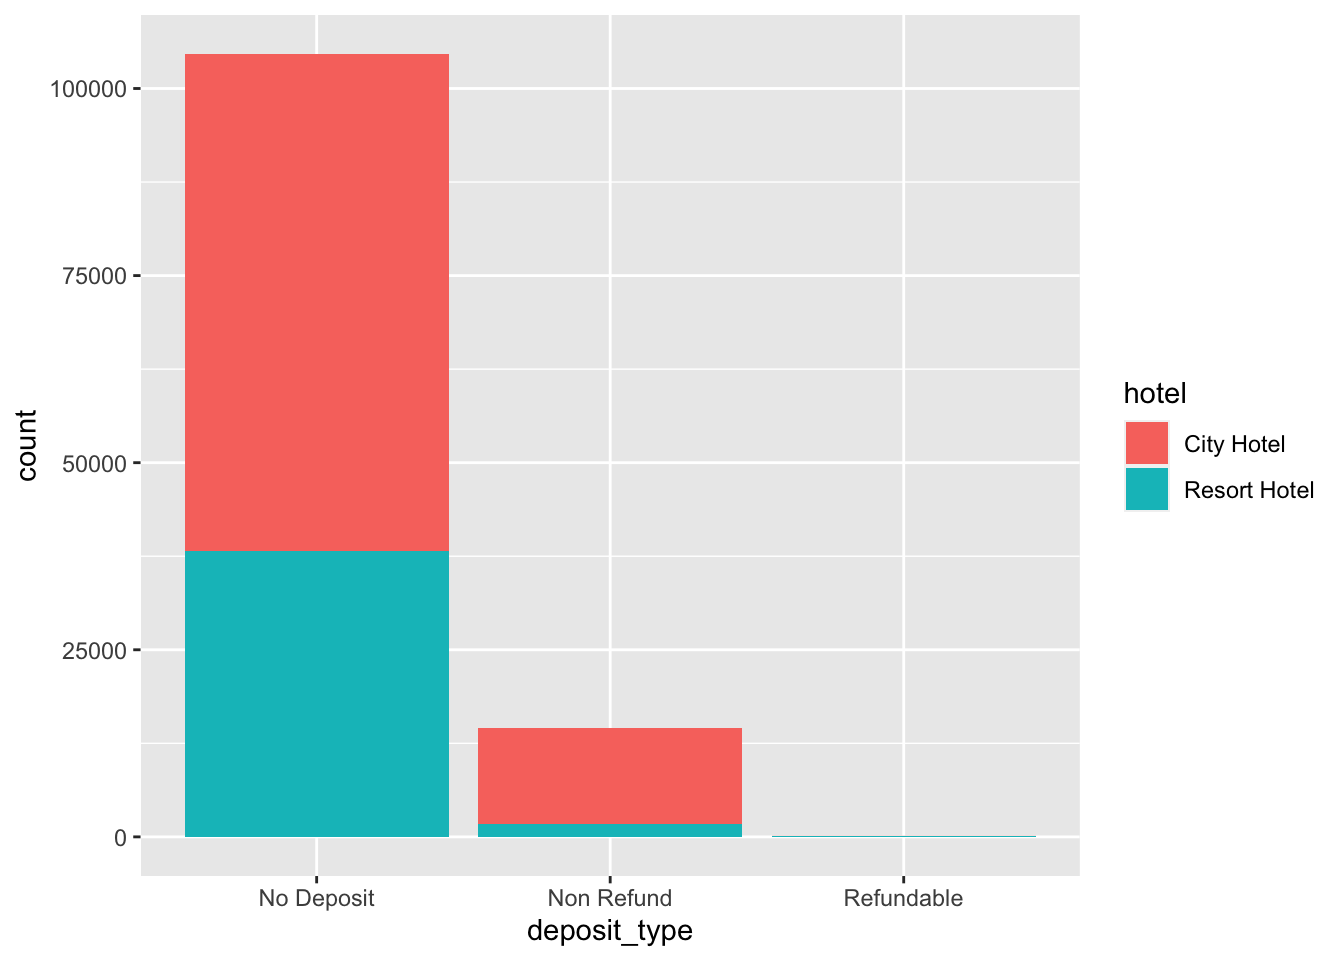 100000
75000
50000
25000
0
count
No Deposit
Non Refund
Refundable
deposit_type
hotel
City Hotel
Resort Hotel